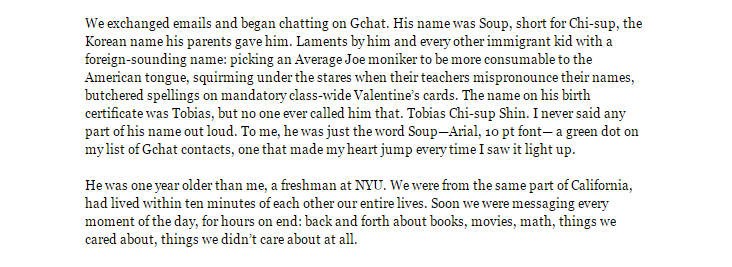 We exchanged emails and began chatting on Gchat. His name was Soup, short for Chi-sup, the
Korean name his parents gave him. Laments by him and every other immigrant kid with a
foreign-sounding name: picking an Average Joe moniker to be more consumable to the
American tongue, squirming under the stares when their teachers mispronounce their names,
butchered spellings on mandatory class-wide Valentine's cards. The name on his birth
certificate was Tobias, but no one ever called him that. Tobias Chi-sup Shin. I never said any
part of his name out loud. To me, he was just the word Soup—Arial, 10 pt font— a green dot on
my list of Gchat contacts, one that made my heart jump every time I saw it light up.
He was one year older than me, a freshman at NYU. We were from the same part of California,
had lived within ten minutes of each other our entire lives. Soon we were messaging every
moment of the day, for hours on end: back and forth about books, movies, math, things we
cared about, things we didn't care about at all.